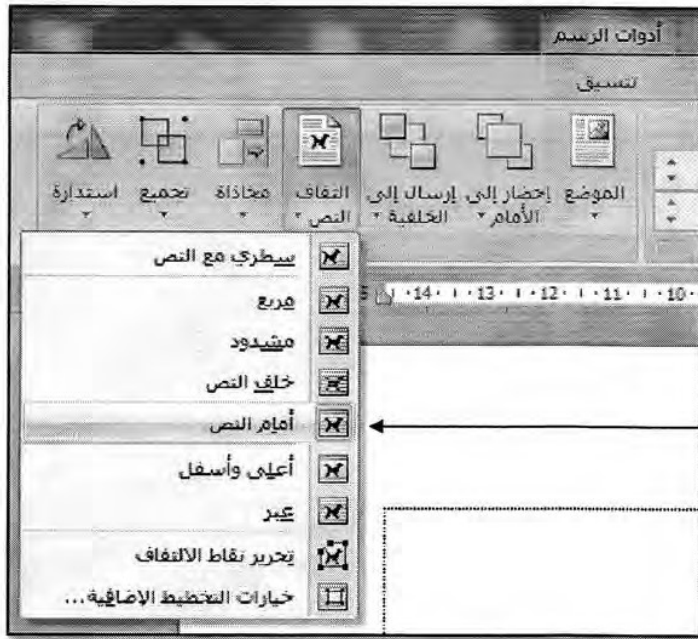 أدوات الرسم
تنسيق
الموضع
إحضار إلى الأمام
إرسال إلى الخلفية
التفاف النص
محاذاة
تجميع
استدارة
·14· ı ·13· ı ·12· ı ·11· ı ·10·
سطري مع النص
مربع
مشدود
خلف النص
أمام النص
أعلى وأسفل
عبر
تحرير نقاط الالتفاف
خيارات التخطيط الإضافية...